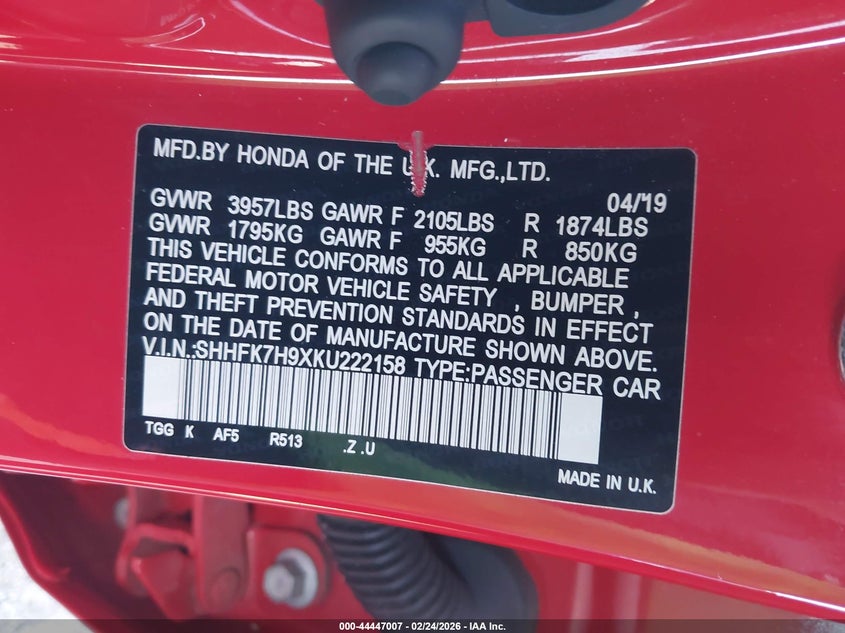 MFD.BY HONDA OF THE U.K. MFG.,LTD.
04/'19
GVWR 3957LBS GAWR F 2105LBS R 1874LBS
GVWR 1795KG GAWR F 955KG R 850KG
THIS VEHICLE CONFORMS TO ALL APPLICABLE
FEDERAL MOTOR VEHICLE SAFETY , BUMPER ,
AND THEFT PREVENTION STANDARDS IN EFFECT
ON THE DATE OF MANUFACTURE SHOWN ABOVE.
V.I.N.:SHHFK7H9XKU222158 TYPE:PASSENGER CAR
TGG K AF5 R513 .Z .U
MADE IN U.K.
000-44447007 - 02/24/2026 - IAA Inc.